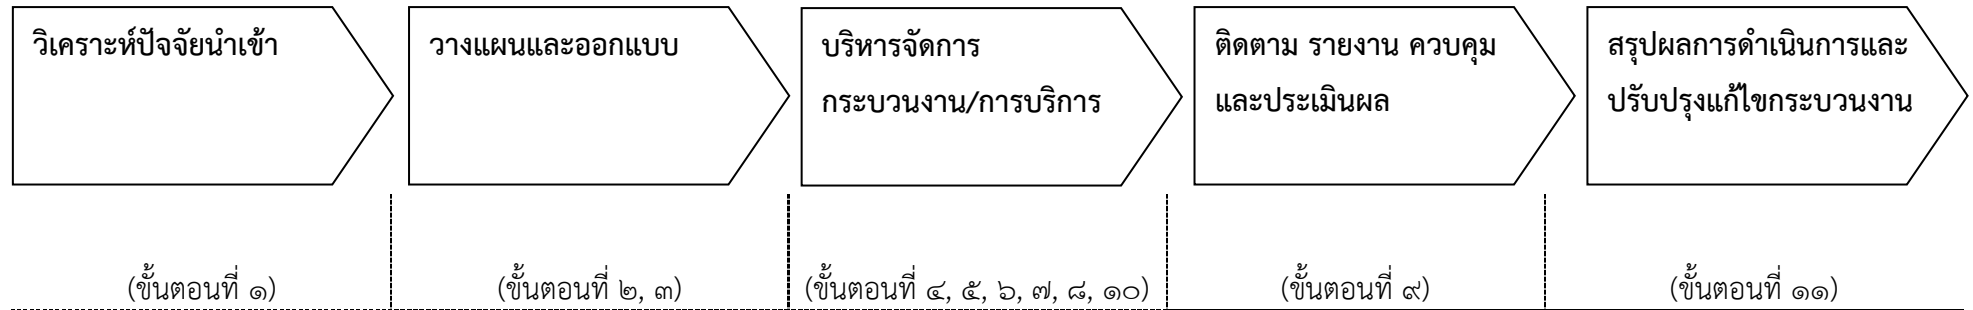 วิเคราะห์ปัจจัยนำเข้า
วางแผนและออกแบบ
บริหารจัดการ
กระบวนงาน/การบริการ
ติดตาม รายงาน ควบคุม
และประเมินผล
สรุปผลการดำเนินการและ
ปรับปรุงแก้ไขกระบวนงาน
(ขั้นตอนที่ ๑)
(ขั้นตอนที่ ๒, ๓)
(ขั้นตอนที่ ๔, ๕, ๖, ๗, ๘, ๑๐)
(ขั้นตอนที่ ๙)
(ขั้นตอนที่ ๑๑)